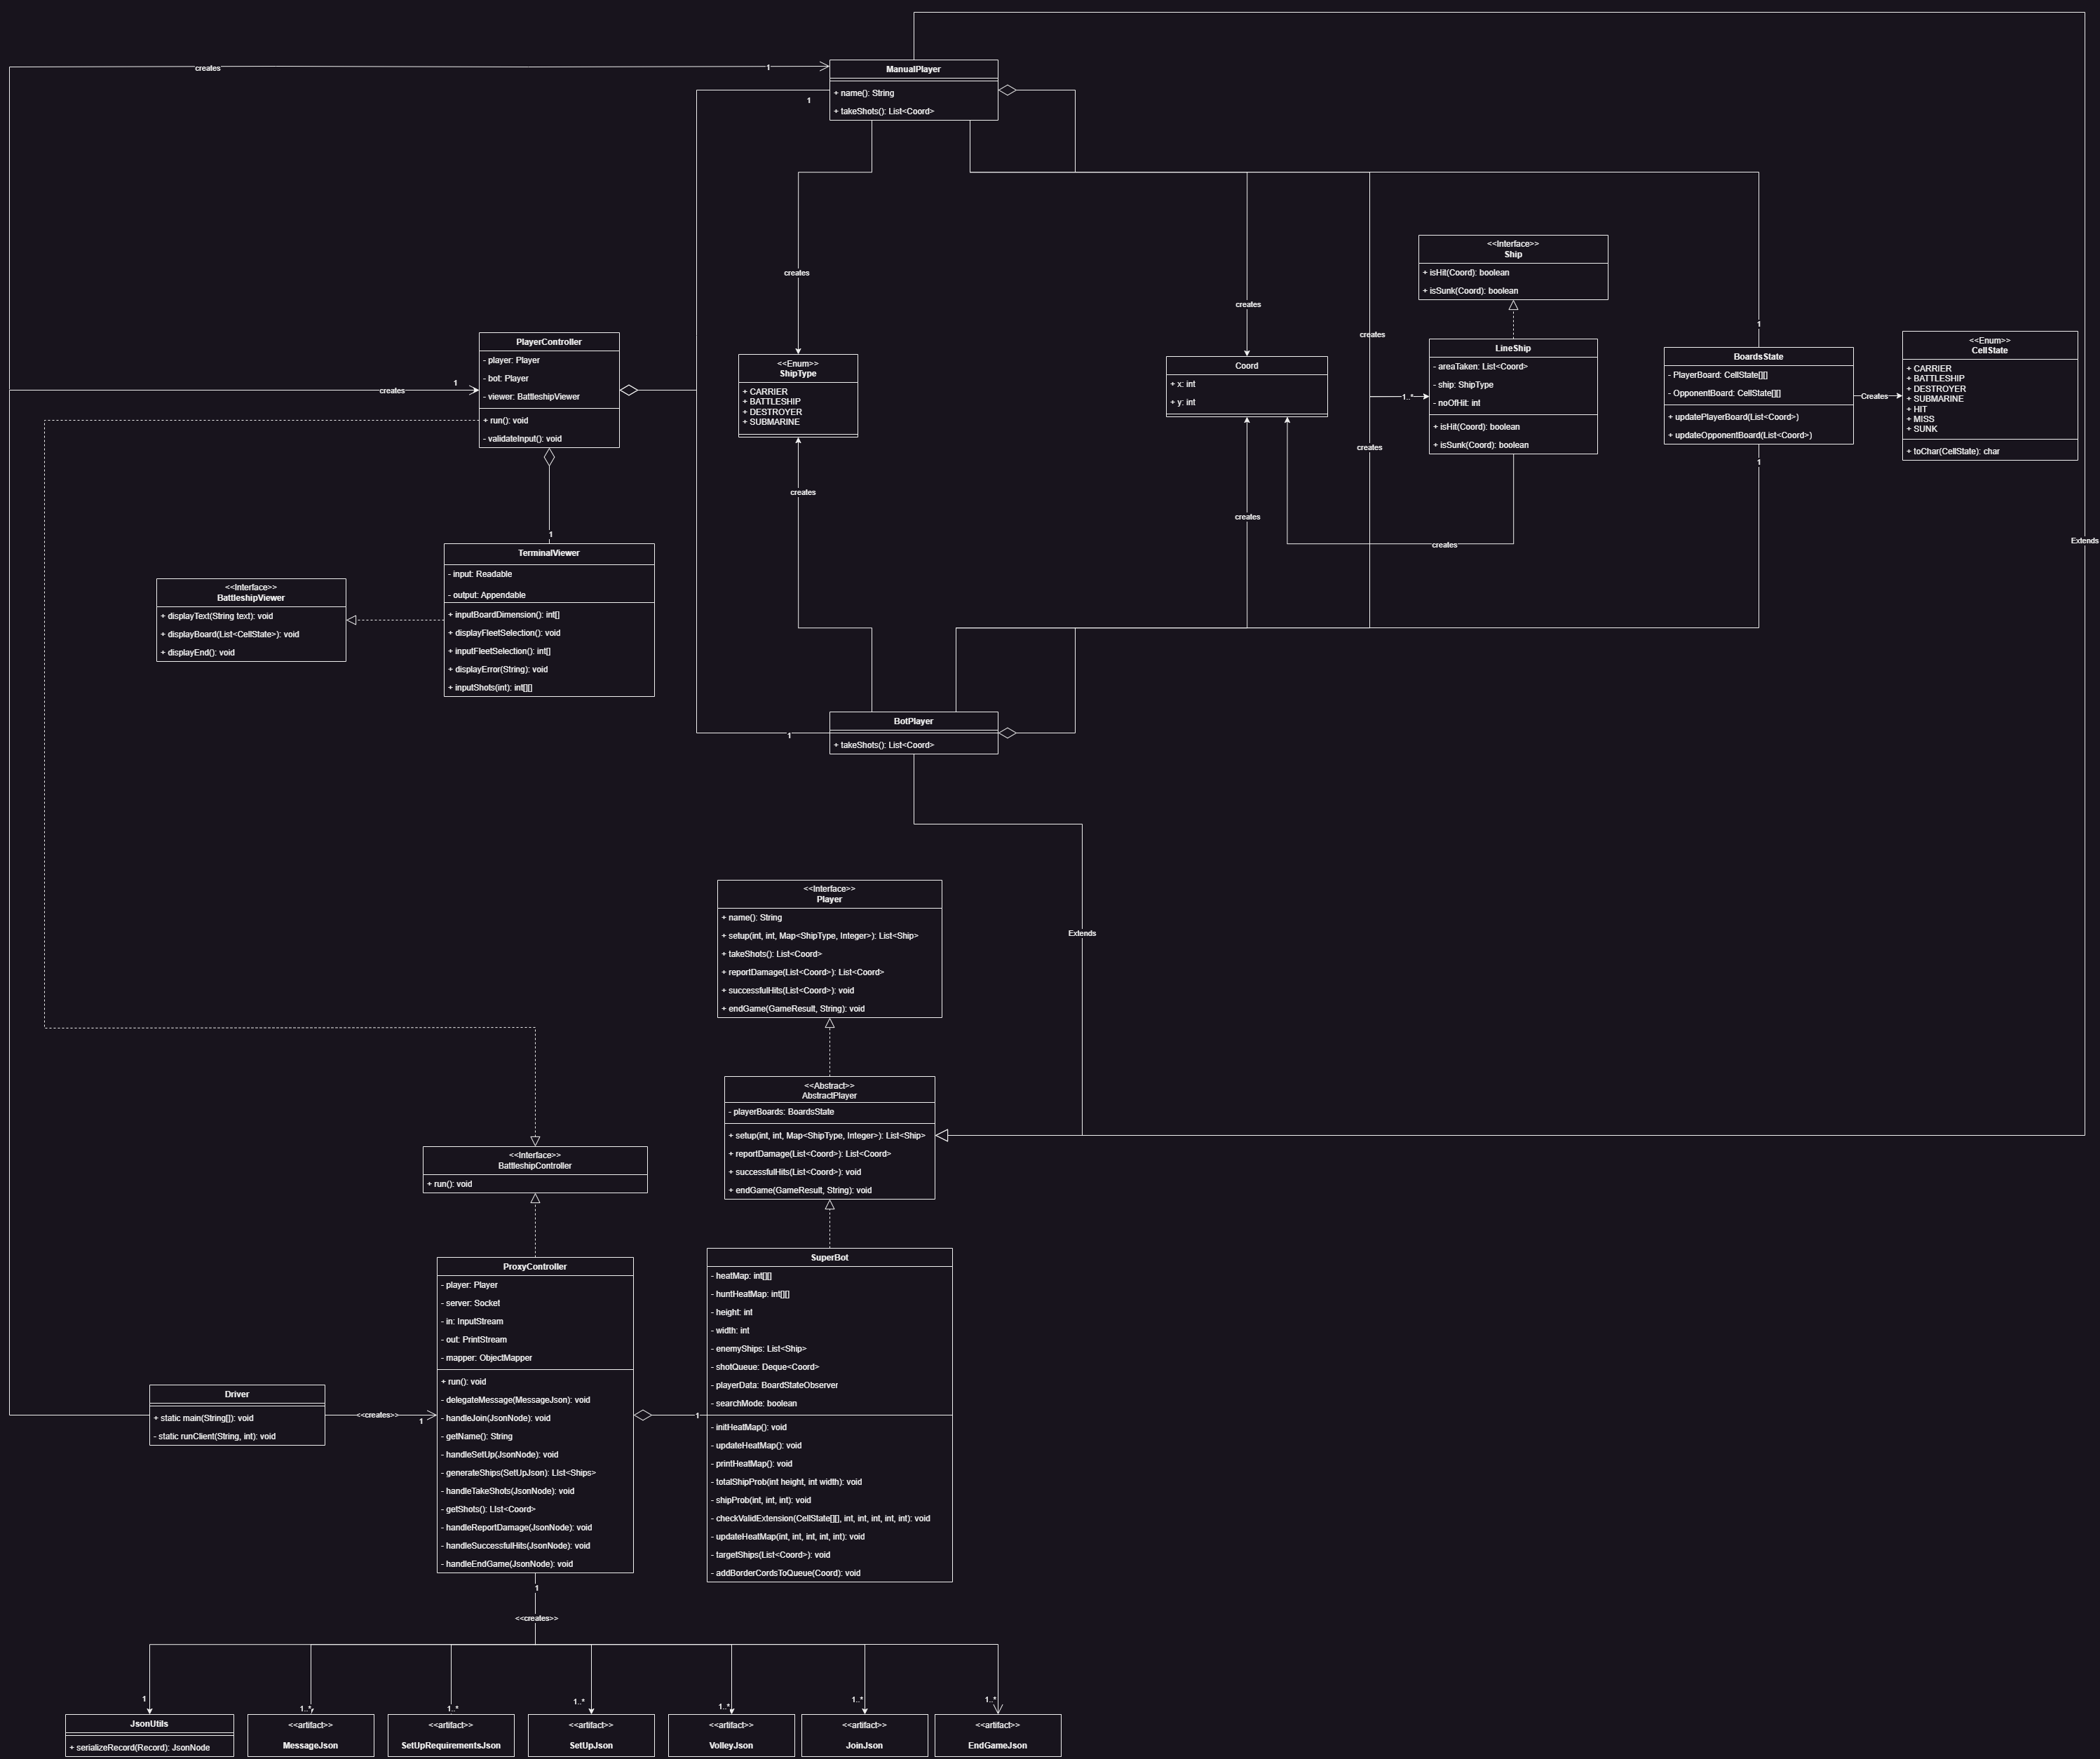 creates
1
ManualPlayer
+ name(): String
+ takeShots(): List<Coord>
1
<<Interface>>
Ship
+ isHit(Coord): boolean
+ isSunk(Coord): boolean
creates
creates
creates
1
PlayerController
- player: Player
- bot: Player
- viewer: BattleshipViewer
+ run(): void
- validateInput(): void
creates
1
<<Enum>>
ShipType
+ CARRIER
+ BATTLESHIP
+ DESTROYER
+ SUBMARINE
Coord
+ x: int
+ y: int
LineShip
- areaTaken: List<Coord>
- ship: ShipType
- noOfHit: int
+ isHit(Coord): boolean
+ isSunk(Coord): boolean
1..*
BoardsState
- PlayerBoard: CellState[][]
- OpponentBoard: CellState[][]
+ updatePlayerBoard(List<Coord>)
+ updateOpponentBoard(List<Coord>)
Creates
<<Enum>>
CellState
+ CARRIER
+ BATTLESHIP
+ DESTROYER
+ SUBMARINE
+ HIT
+ MISS
+ SUNK
+ toChar(CellState): char
creates
1
creates
creates
creates
Extends
1
TerminalViewer
- input: Readable
- output: Appendable
+ inputBoardDimension(): int[]
+ displayFleetSelection(): void
+ inputFleetSelection(): int[]
+ displayError(String): void
+ inputShots(int): int[][]
<<Interface>>
BattleshipViewer
+ displayText(String text): void
+ displayBoard(List<CellState>): void
+ displayEnd(): void
1
BotPlayer
+ takeShots(): List<Coord>
Extends
<<Interface>>
Player
+ name(): String
+ setup(int, int, Map<ShipType, Integer>): List<Ship>
+ takeShots(): List<Coord>
+ reportDamage(List<Coord>): List<Coord>
+ successfulHits(List<Coord>): void
+ endGame(GameResult, String): void
<<Abstract>>
AbstractPlayer
- playerBoards: BoardsState
+ setup(int, int, Map<ShipType, Integer>): List<Ship>
+ reportDamage(List<Coord>): List<Coord>
+ successfulHits(List<Coord>): void
+ endGame(GameResult, String): void
<<Interface>>
BattleshipController
+ run(): void
ProxyController
- player: Player
- server: Socket
- in: InputStream
- out: PrintStream
- mapper: ObjectMapper
+ run(): void
- delegateMessage(MessageJson): void
- handleJoin(JsonNode): void
- getName(): String
- handleSetUp(JsonNode): void
- generateShips(SetUpJson): LIst<Ships>
- handleTakeShots(JsonNode): void
- getShots(): LIst<Coord>
- handleReportDamage(JsonNode): void
- handleSuccessfulHits(JsonNode): void
- handleEndGame(JsonNode): void
SuperBot
- heatMap: int[][]
- huntHeatMap: int[][]
- height: int
- width: int
- enemyShips: List<Ship>
- shotQueue: Deque<Coord>
- playerData: BoardStateObserver
- searchMode: boolean
- initHeatMap(): void
- updateHeatMap(): void
- printHeatMap(): void
- totalShipProb(int height, int width): void
- shipProb(int, int, int): void
- checkValidExtension(CellState[][], int, int, int, int, int): void
- updateHeatMap(int, int, int, int, int): void
- targetShips(List<Coord>): void
- addBorderCordsToQueue(Coord): void
1
Driver
+ static main(String[]): void
- static runClient(String, int): void
<<creates>>
1
1
<<creates>>
1
1..*
1..*
1..*
1..*
1..*
1..*
JsonUtils
+ serializeRecord(Record): JsonNode
<<artifact>>
MessageJson
<<artifact>>
SetUpRequirementsJson
<<artifact>>
SetUpJson
<<artifact>>
VolleyJson
<<artifact>>
JoinJson
<<artifact>>
EndGameJson